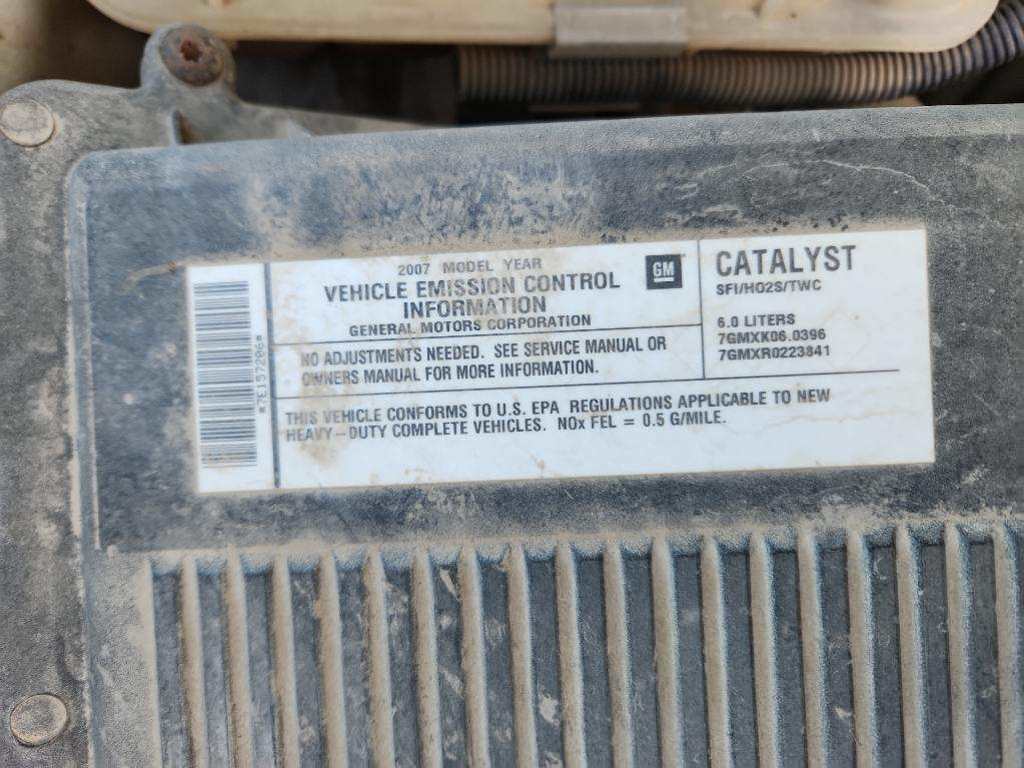 2007 MODEL YEAR
VEHICLE EMISSION CONTROL
INFORMATION
GENERAL MOTORS CORPORATION
GM
NO ADJUSTMENTS NEEDED. SEE SERVICE MANUAL OR
OWNERS MANUAL FOR MORE INFORMATION.
CATALYST
SFI/HO2S/TWC
6.0 LITERS
7GMXK06.0396
7GMXR0223841
THIS VEHICLE CONFORMS TO U.S. EPA REGULATIONS APPLICABLE TO NEW
HEAVY-DUTY COMPLETE VEHICLES. NOx FEL = 0.5 G/MILE.
*7E157206*